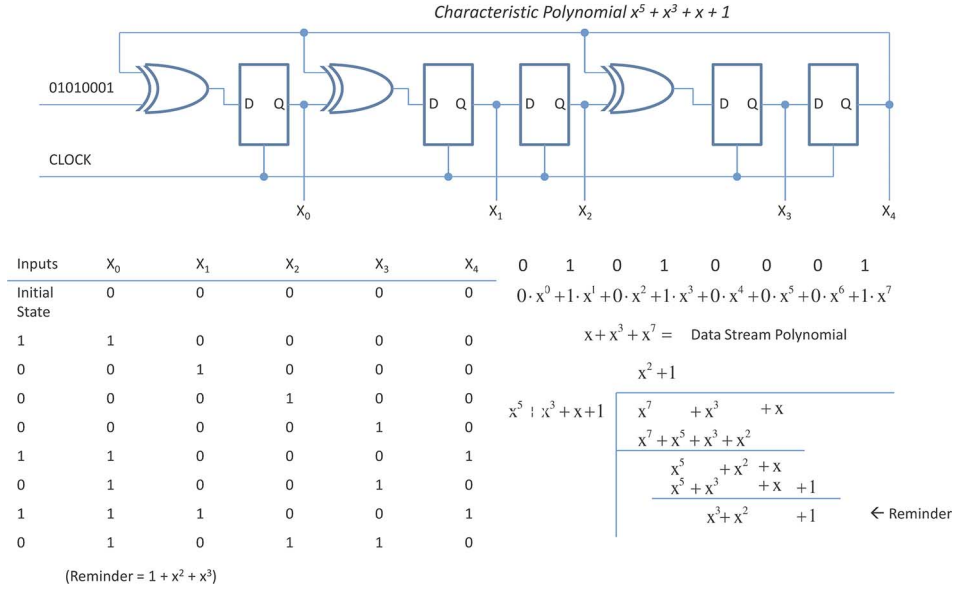 Characteristic Polynomial x⁵ + x³ + x + 1
01010001
D Q D Q D Q D Q D Q
CLOCK
X₀ X₁ X₂ X₃ X₄
Inputs X₀ X₁ X₂ X₃ X₄
Initial State 0 0 0 0 0
1 1 0 0 0 0
0 0 1 0 0 0
0 0 0 1 0 0
0 0 0 0 1 0
1 1 0 0 0 1
0 1 0 0 1 0
1 1 1 0 0 1
0 1 0 1 1 0
(Reminder = 1 + x² + x³)
0 1 0 1 0 0 0 1
0·x⁰+1·x¹+0·x²+1·x³+0·x⁴+0·x⁵+0·x⁶+1·x⁷
x+x³+x⁷ = Data Stream Polynomial
x²+1
x⁵+x³+x+1 x⁷ +x³ +x
x⁷+x⁵+x³+x²
x⁵ +x² +x
x⁵+x³ +x +1
x³+x² +1 ← Reminder